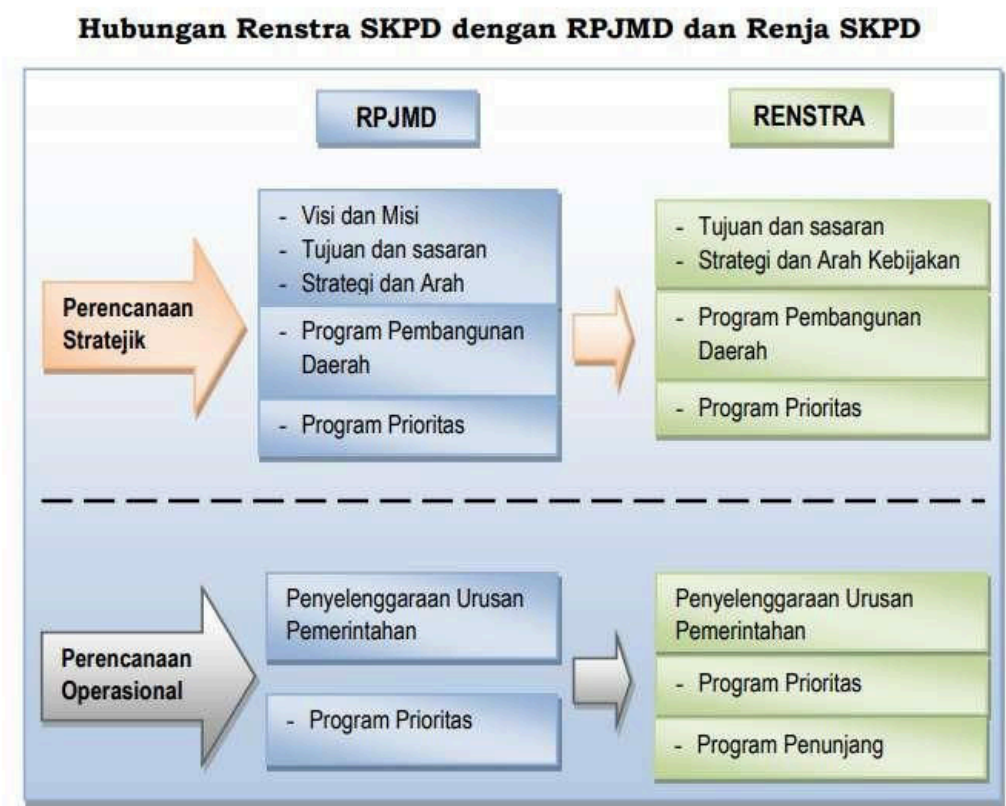 Hubungan Renstra SKPD dengan RPJMD dan Renja SKPD
RPJMD
RENSTRA
Perencanaan
Stratejik
- Visi dan Misi
- Tujuan dan sasaran
- Strategi dan Arah
- Program Pembangunan
Daerah
- Program Prioritas
- Tujuan dan sasaran
- Strategi dan Arah Kebijakan
- Program Pembangunan
Daerah
- Program Prioritas
Perencanaan
Operasional
Penyelenggaraan Urusan
Pemerintahan
- Program Prioritas
Penyelenggaraan Urusan
Pemerintahan
- Program Prioritas
- Program Penunjang